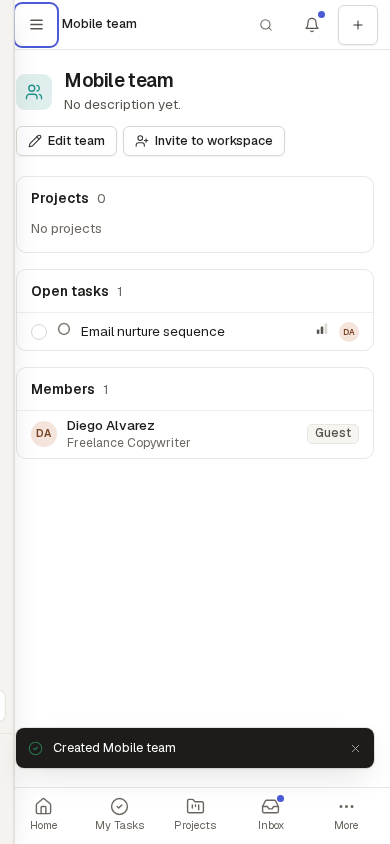 Mobile team
Mobile team
No description yet.
Edit team
Invite to workspace
Projects 0
No projects
Open tasks 1
Email nurture sequence DA
Members 1
DA Diego Alvarez Guest
Freelance Copywriter
Created Mobile team
Home My Tasks Projects Inbox More